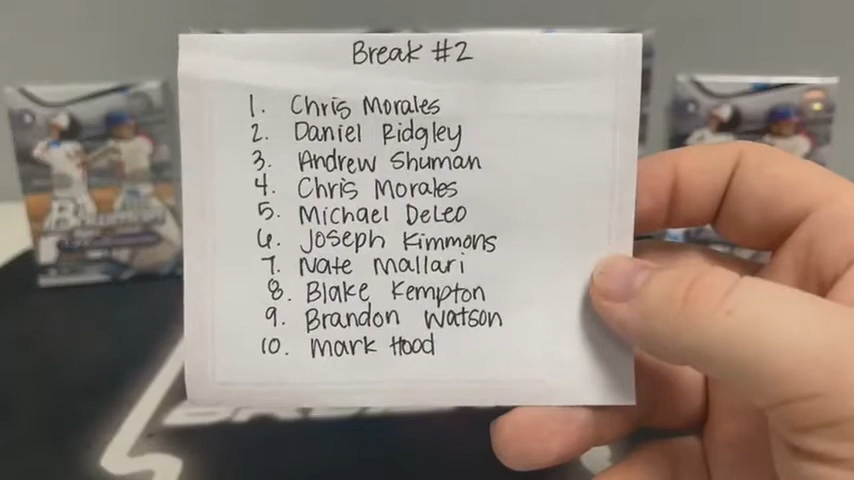 Break #2
1. Chris Morales
2. Daniel Ridgley
3. Andrew Shuman
4. Chris Morales
5. Michael DeLeo
6. Joseph Kimmons
7. Nate Mallari
8. Blake Kempton
9. Brandon Watson
10. Mark Hood
Bowman